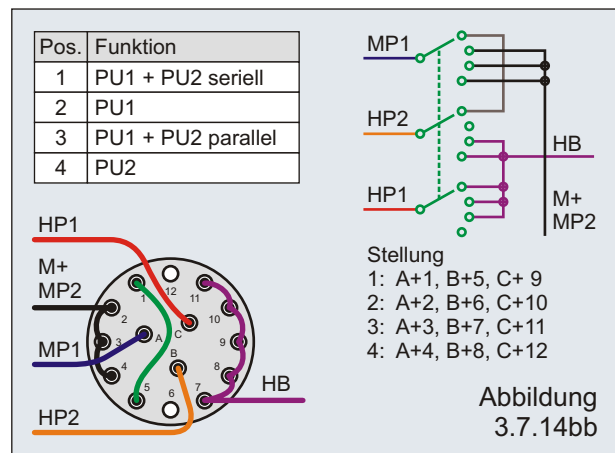 Pos. Funktion
1 PU1 + PU2 seriell
2 PU1
3 PU1 + PU2 parallel
4 PU2
MP1
HP2
HB
HP1
M+
MP2
HP1
M+
MP2
MP1
HP2
HB
12
1
11
2
10
C
3
A
9
B
4
8
5
7
6
Stellung
1: A+1, B+5, C+ 9
2: A+2, B+6, C+10
3: A+3, B+7, C+11
4: A+4, B+8, C+12
Abbildung
3.7.14bb